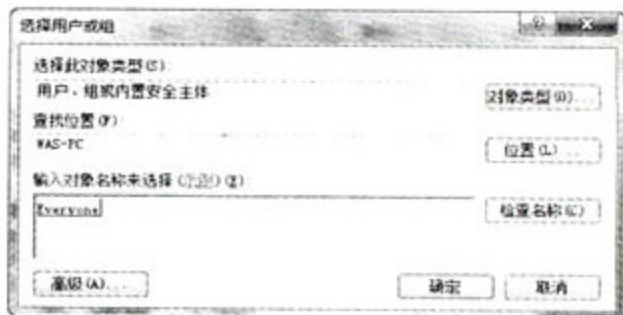 选择用户或组
选择此对象类型(S):
用户、组或内置安全主体
对象类型(O)...
查找位置(F):
WAS-PC
位置(L)...
输入对象名称来选择(示例)(E):
Everyone
检查名称(C)
高级(A)...
确定
取消